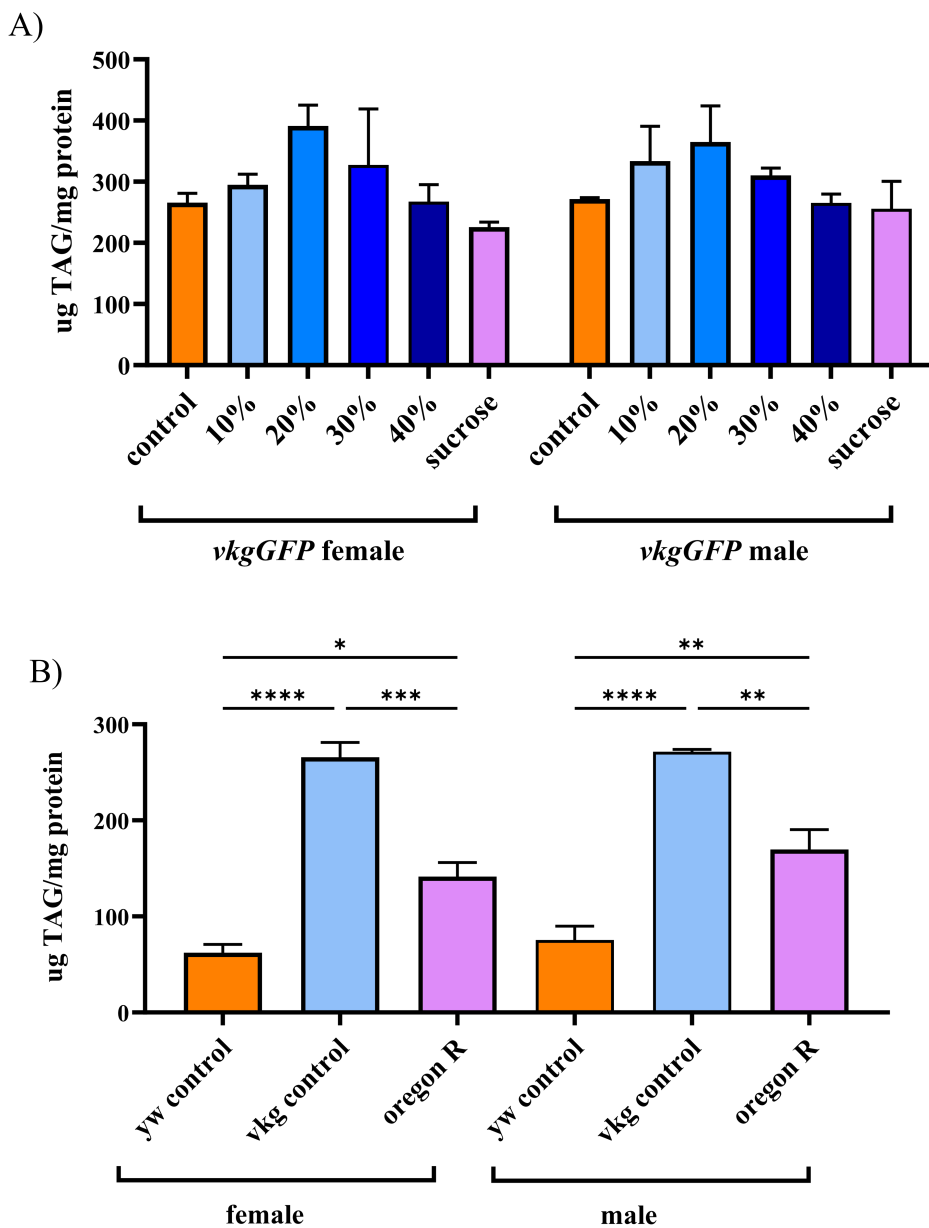 A)
ug TAG/mg protein
500
400
300
200
100
0
control
10%
20%
30%
40%
sucrose
control
10%
20%
30%
40%
sucrose
vkgGFP female
vkgGFP male
B)
* **
**** *** **** **
ug TAG/mg protein
300
200
100
0
yw control
vkg control
oregon R
yw control
vkg control
oregon R
female
male